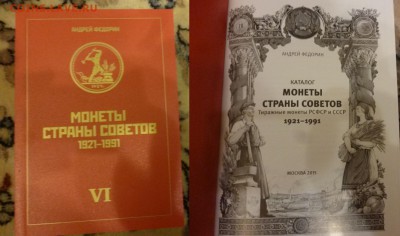 АНДРЕЙ ФЕДОРИН
МОНЕТЫ
СТРАНЫ СОВЕТОВ
1921-1991
VI
АНДРЕЙ ФЕДОРИН
КАТАЛОГ
МОНЕТЫ
СТРАНЫ СОВЕТОВ
Тиражные монеты РСФСР и СССР
1921-1991